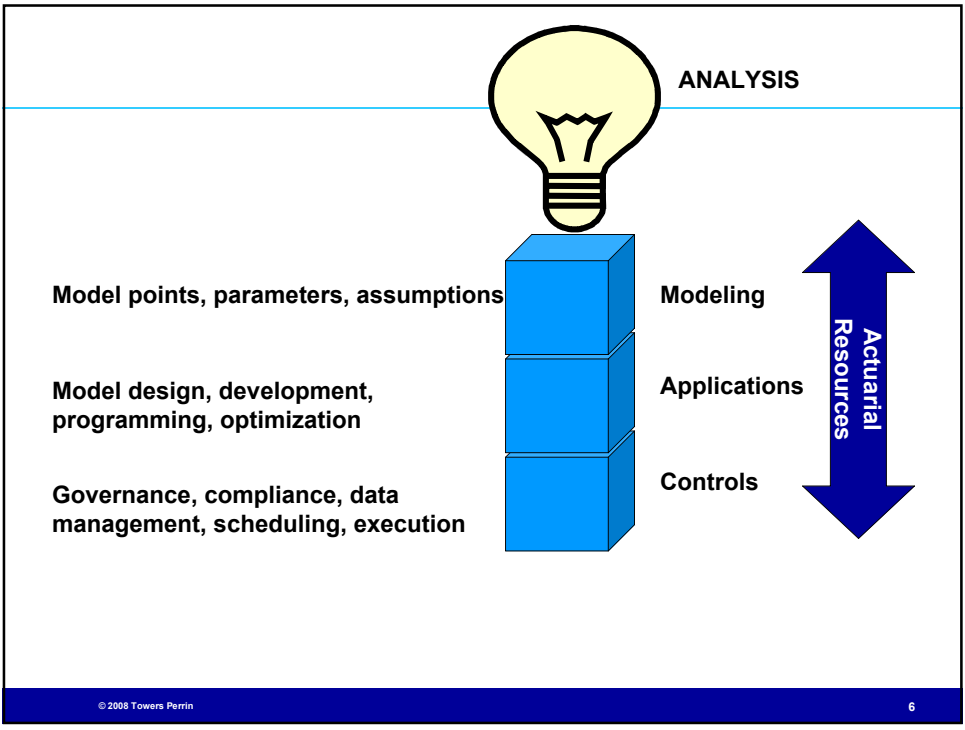 ANALYSIS
Model points, parameters, assumptions
Modeling
Model design, development,
programming, optimization
Applications
Governance, compliance, data
management, scheduling, execution
Controls
Actuarial
Resources
© 2008 Towers Perrin
6